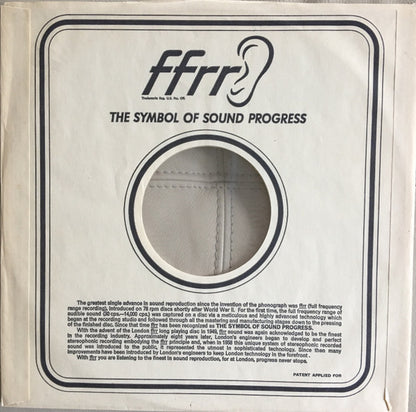 ffrr
Trademarks Reg. U.S. Pat. Off.
THE SYMBOL OF SOUND PROGRESS
The greatest single advance in sound reproduction since the invention of the phonograph was ffrr (full frequency
range recording), introduced on 78 rpm discs shortly after World War II. For the first time, the full frequency range of
audible sound (30 cps.—14,000 cps.) was captured on a disc via a meticulous and highly advanced technology which
began at the recording studio and followed through all the mastering and manufacturing stages down to the pressing
of the finished disc. Since that time ffrr has been recognized as THE SYMBOL OF SOUND PROGRESS.
With the advent of the London ffrr long playing disc in 1949, ffrr sound was again acknowledged to be the finest
in the recording industry. Approximately eight years later, London's engineers began to develop and perfect
stereophonic recording embodying the ffrr principle and, when in 1958 this unique system of stereophonic recorded
sound was introduced to the public, it represented the utmost in sophisticated technology. Since then many
improvements have been introduced by London's engineers to keep London technology in the forefront.
With ffrr you are listening to the finest in sound reproduction, for at London, progress never stops.
PATENT APPLIED FOR